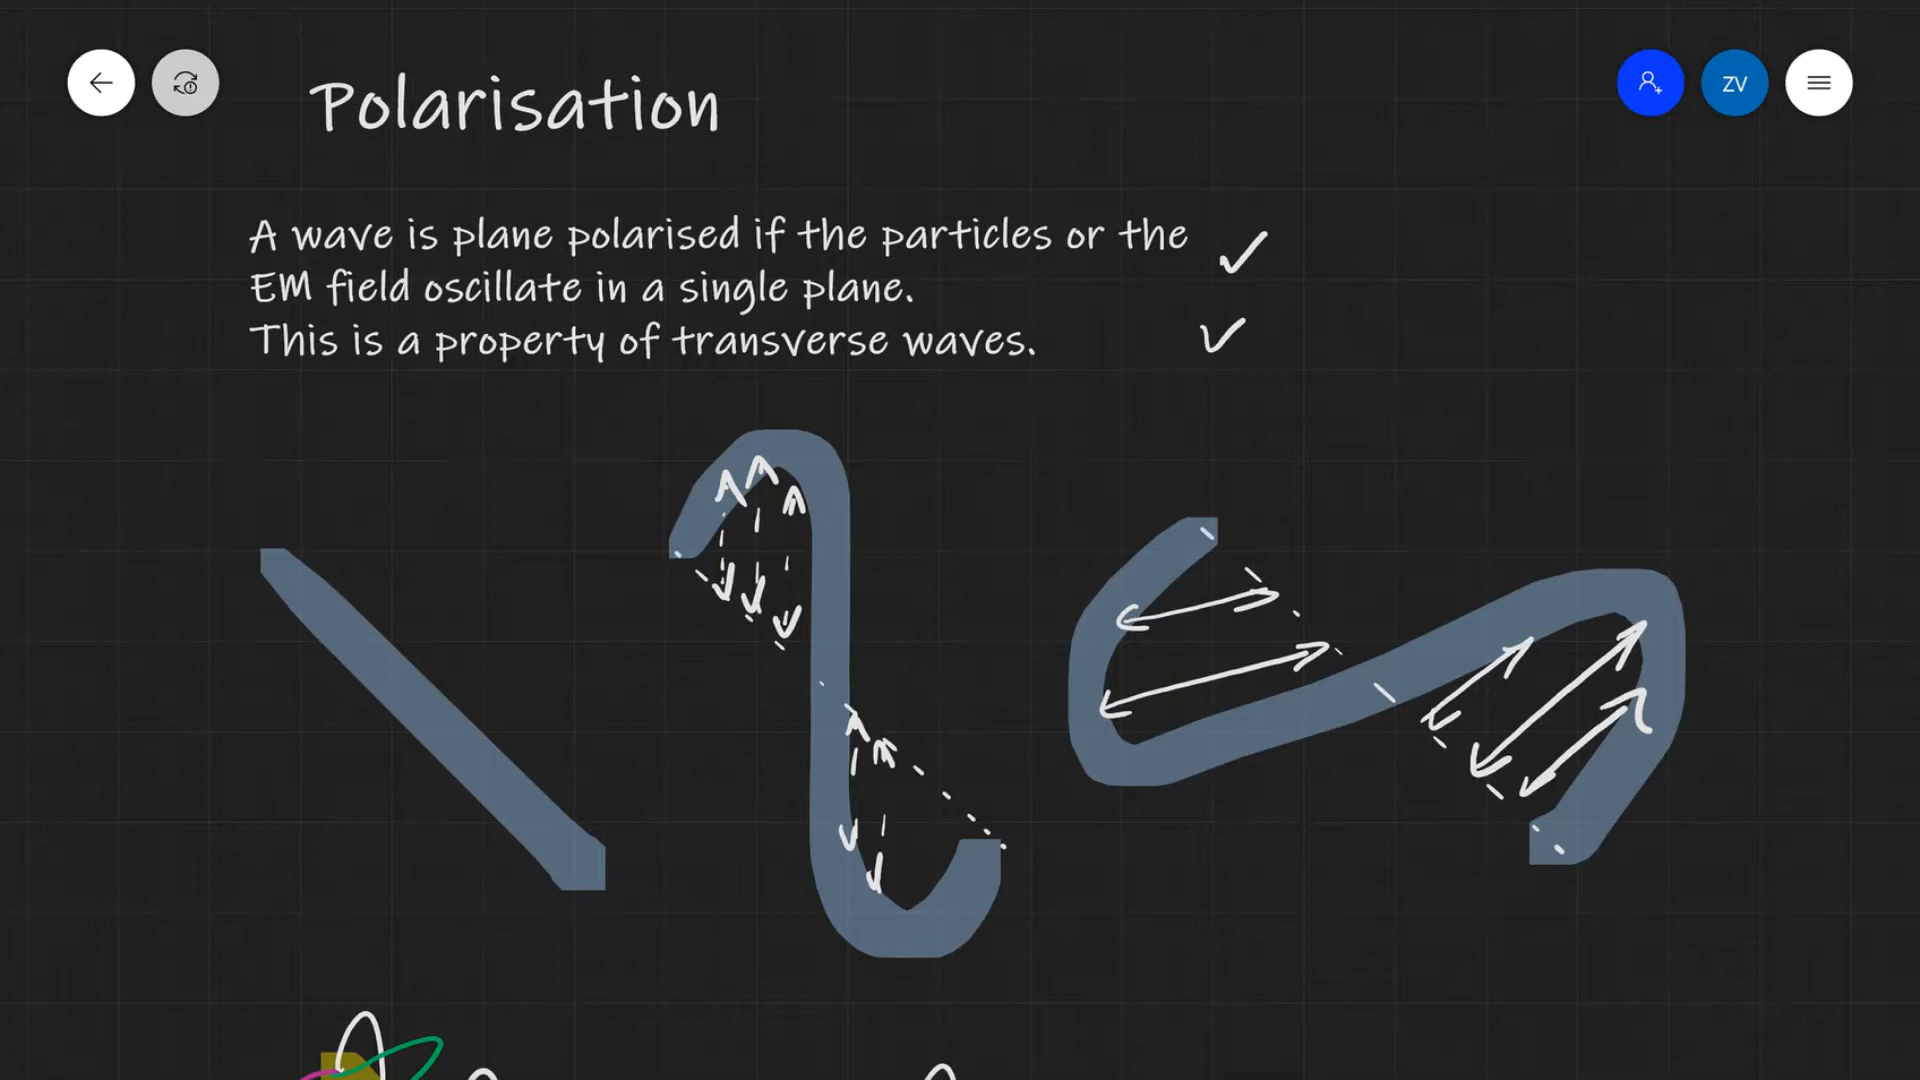 Polarisation
ZV
A wave is plane polarised if the particles or the
EM field oscillate in a single plane.
This is a property of transverse waves.